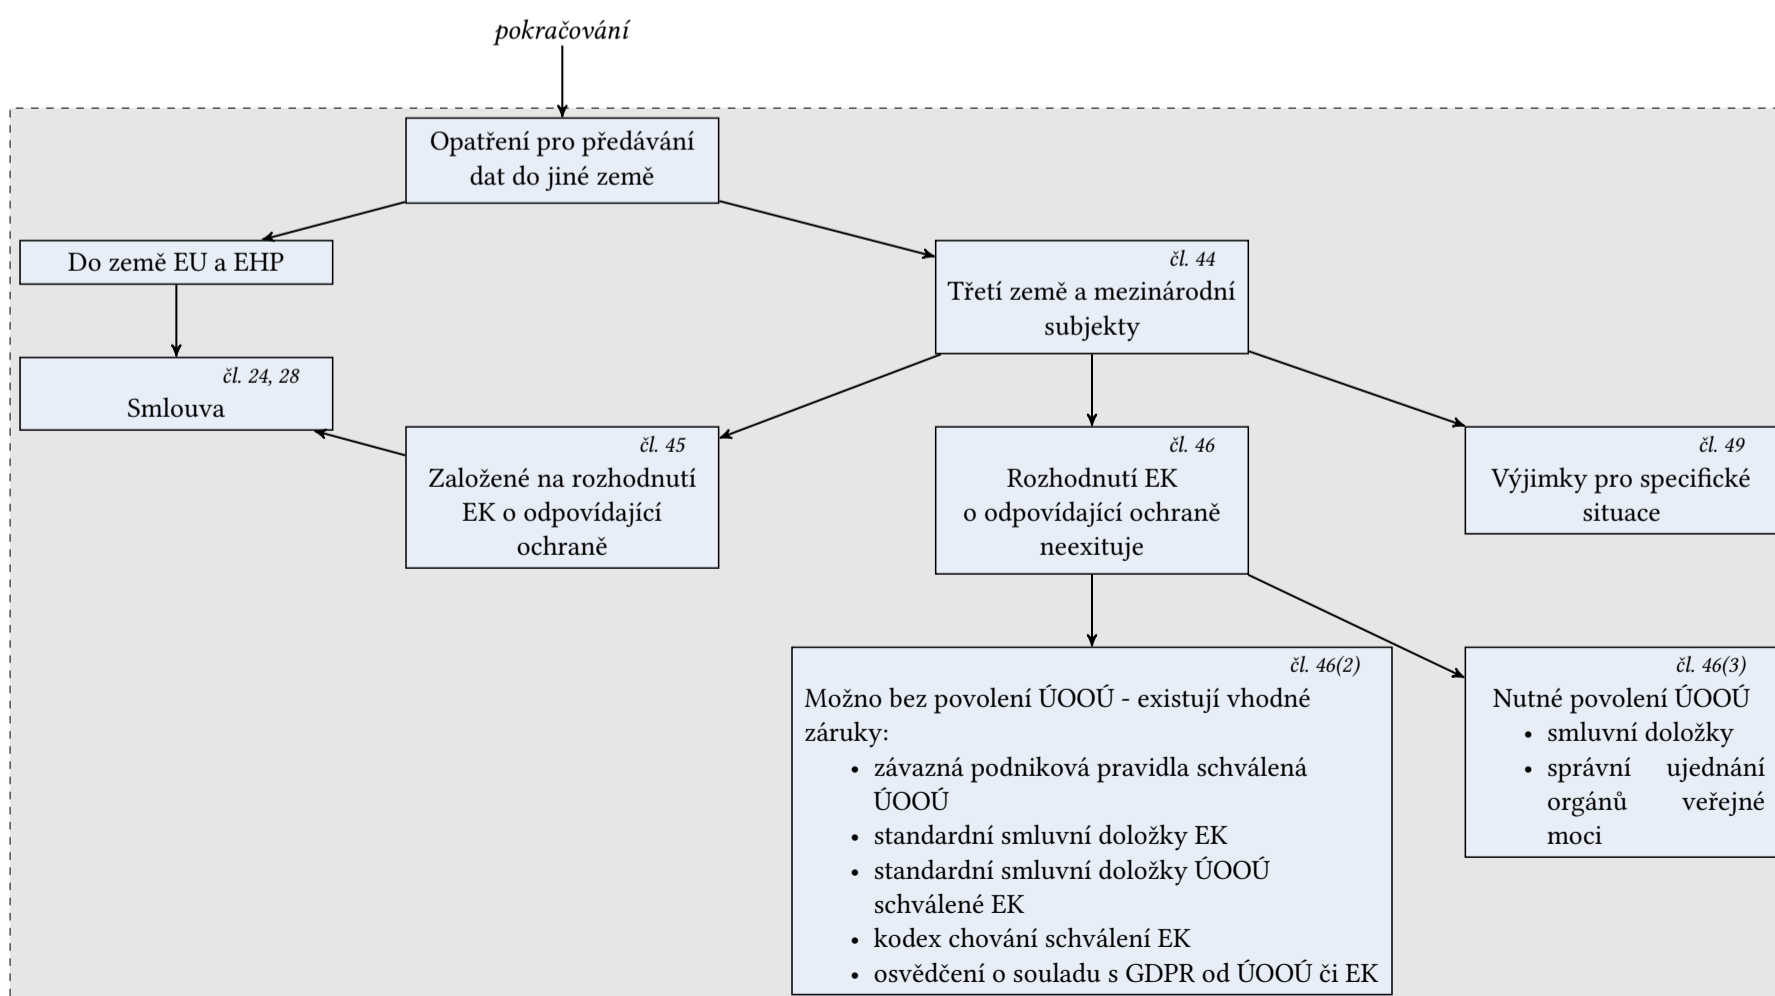 pokračování
Opatření pro předávání
dat do jiné země
Do země EU a EHP
čl. 44
Třetí země a mezinárodní
subjekty
čl. 24, 28
Smlouva
čl. 45
Založené na rozhodnutí
EK o odpovídající
ochraně
čl. 46
Rozhodnutí EK
o odpovídající ochraně
neexituje
čl. 49
Výjimky pro specifické
situace
čl. 46(2)
Možno bez povolení ÚOOÚ - existují vhodné
záruky:
• závazná podniková pravidla schválená
ÚOOÚ
• standardní smluvní doložky EK
• standardní smluvní doložky ÚOOÚ
schválené EK
• kodex chování schválení EK
• osvědčení o souladu s GDPR od ÚOOÚ či EK
čl. 46(3)
Nutné povolení ÚOOÚ
• smluvní doložky
• správní ujednání
orgánů veřejné
moci